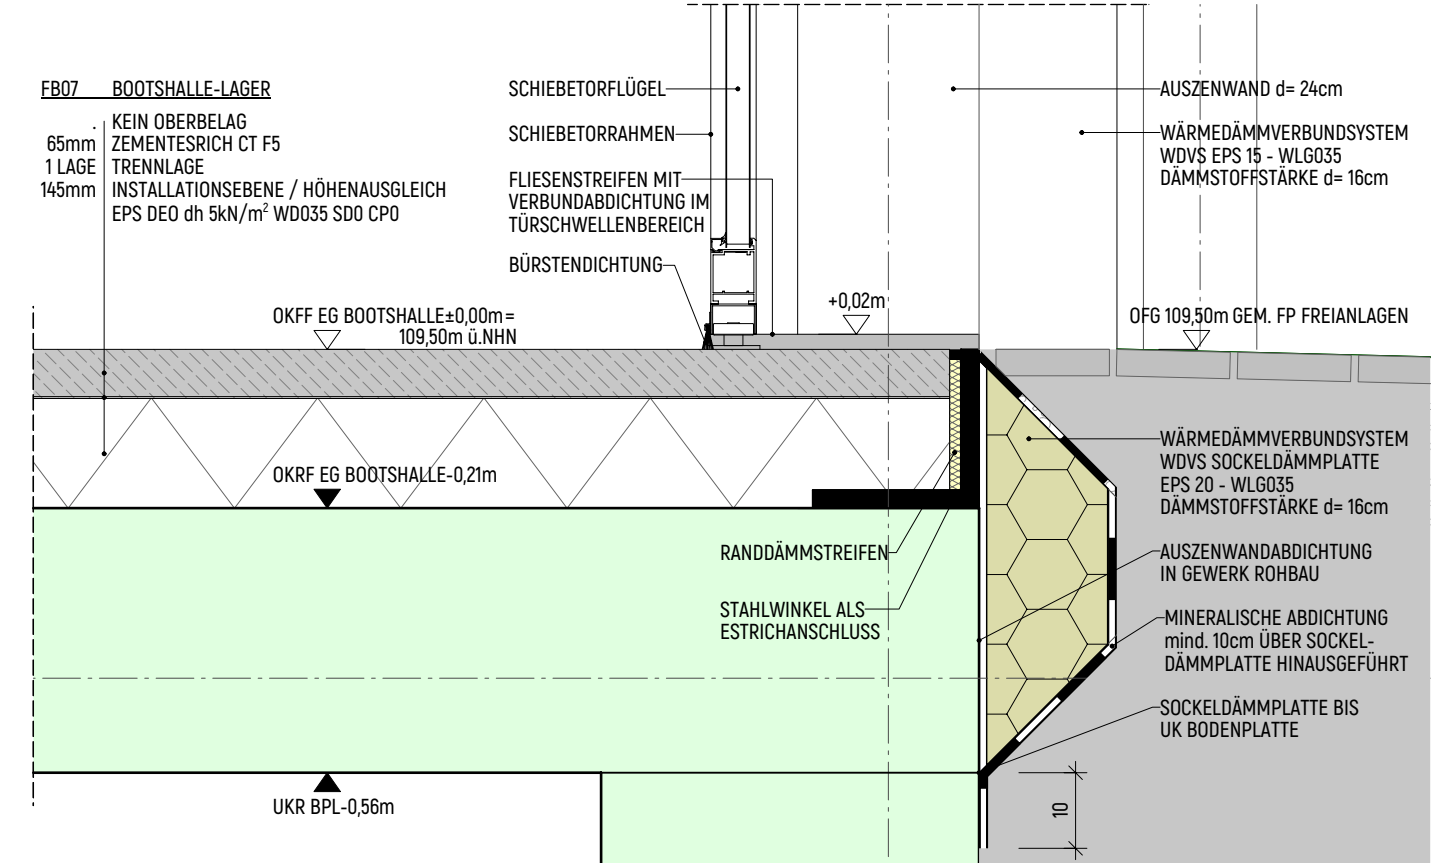 FB07 BOOTSHALLE-LAGER
. KEIN OBERBELAG
65mm ZEMENTESRICH CT F5
1 LAGE TRENNLAGE
145mm INSTALLATIONSEBENE / HÖHENAUSGLEICH
EPS DEO dh 5kN/m² WD035 SD0 CP0
SCHIEBETORFLÜGEL
SCHIEBETORRAHMEN
FLIESENSTREIFEN MIT
VERBUNDABDICHTUNG IM
TÜRSCHWELLENBEREICH
BÜRSTENDICHTUNG
AUSZENWAND d= 24cm
WÄRMEDÄMMVERBUNDSYSTEM
WDVS EPS 15 - WLG035
DÄMMSTOFFSTÄRKE d= 16cm
OKFF EG BOOTSHALLE±0,00m=
109,50m ü.NHN
+0,02m
OFG 109,50m GEM. FP FREIANLAGEN
OKRF EG BOOTSHALLE-0,21m
WÄRMEDÄMMVERBUNDSYSTEM
WDVS SOCKELDÄMMPLATTE
EPS 20 - WLG035
DÄMMSTOFFSTÄRKE d= 16cm
RANDDÄMMSTREIFEN
STAHLWINKEL ALS
ESTRICHANSCHLUSS
AUSZENWANDABDICHTUNG
IN GEWERK ROHBAU
MINERALISCHE ABDICHTUNG
mind. 10cm ÜBER SOCKEL-
DÄMMPLATTE HINAUSGEFÜHRT
SOCKELDÄMMPLATTE BIS
UK BODENPLATTE
UKR BPL-0,56m
10